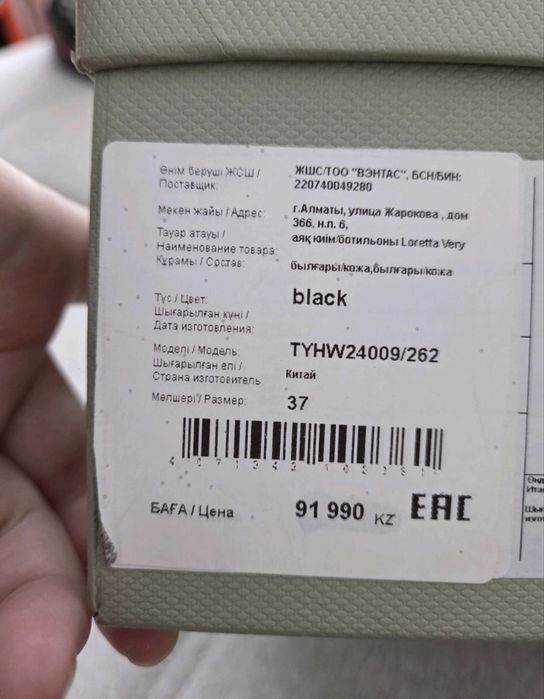 Өнім беруші ЖСШ /
Поставщик:
ЖШС/ТОО "ВЭНТАС", БСН/БИН:
220740049280
Мекен жайы / Адрес:
г.Алматы, улица Жарокова , дом
366, н.п. 6,
Тауар атауы /
Наименование товара:
аяқ киім/ботильоны Loretta Very
Құрамы / Состав:
былғары/кожа,былғары/кожа
Түс / Цвет:
black
Шығарылған күні /
Дата изготовления:
Моделі / Модель:
TYHW24009/262
Шығарылған елі /
Страна изготовитель
Китай
Мөлшері / Размер:
37
БАҒА / Цена
91 990 KZ
EAC